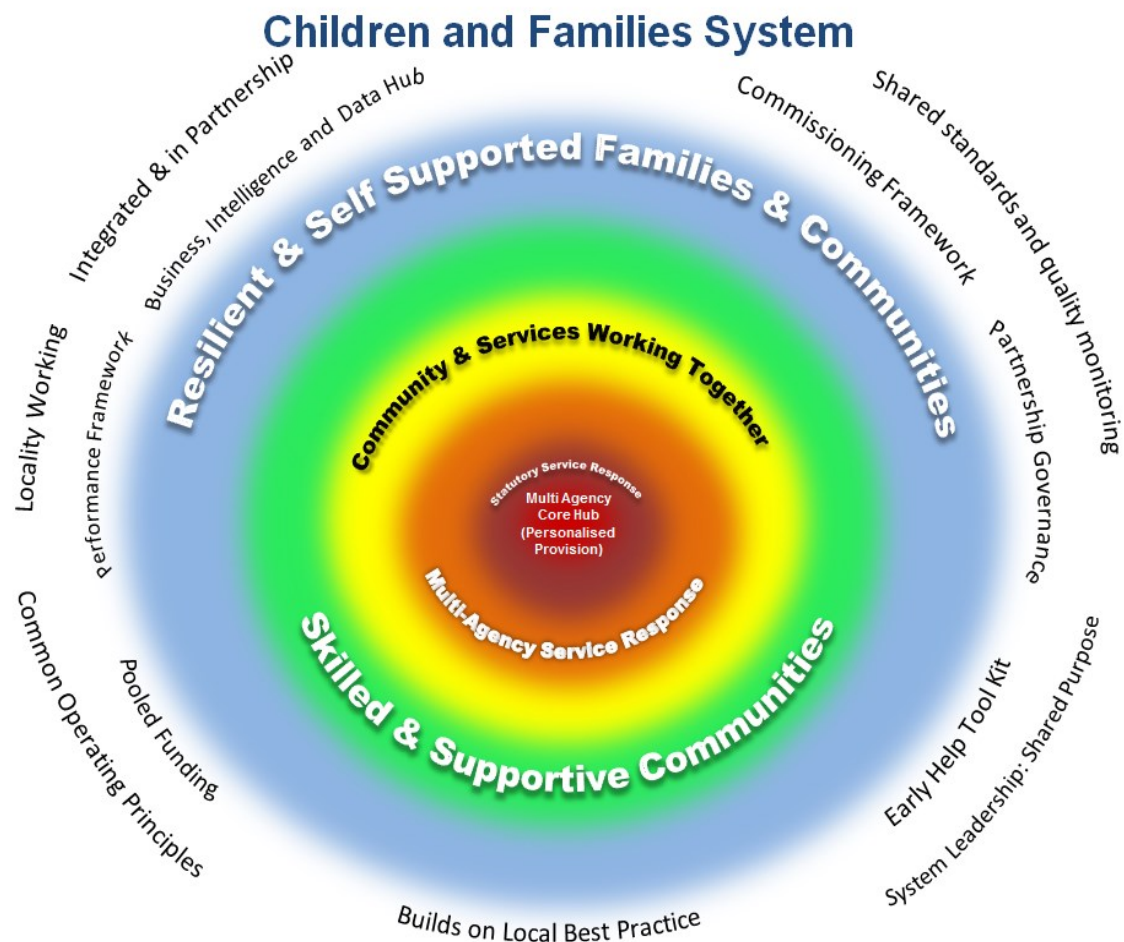 Children and Families System
Integrated & in Partnership
Business, Intelligence and Data Hub
Commissioning Framework
Shared standards and quality monitoring
Resilient & Self Supported Families & Communities
Locality Working
Performance Framework
Partnership Governance
Community & Services Working Together
Statutory Service Response
Multi Agency
Core Hub
(Personalised
Provision)
Multi-Agency Service Response
Skilled & Supportive Communities
Common Operating Principles
Pooled Funding
Early Help Tool Kit
System Leadership: Shared Purpose
Builds on Local Best Practice